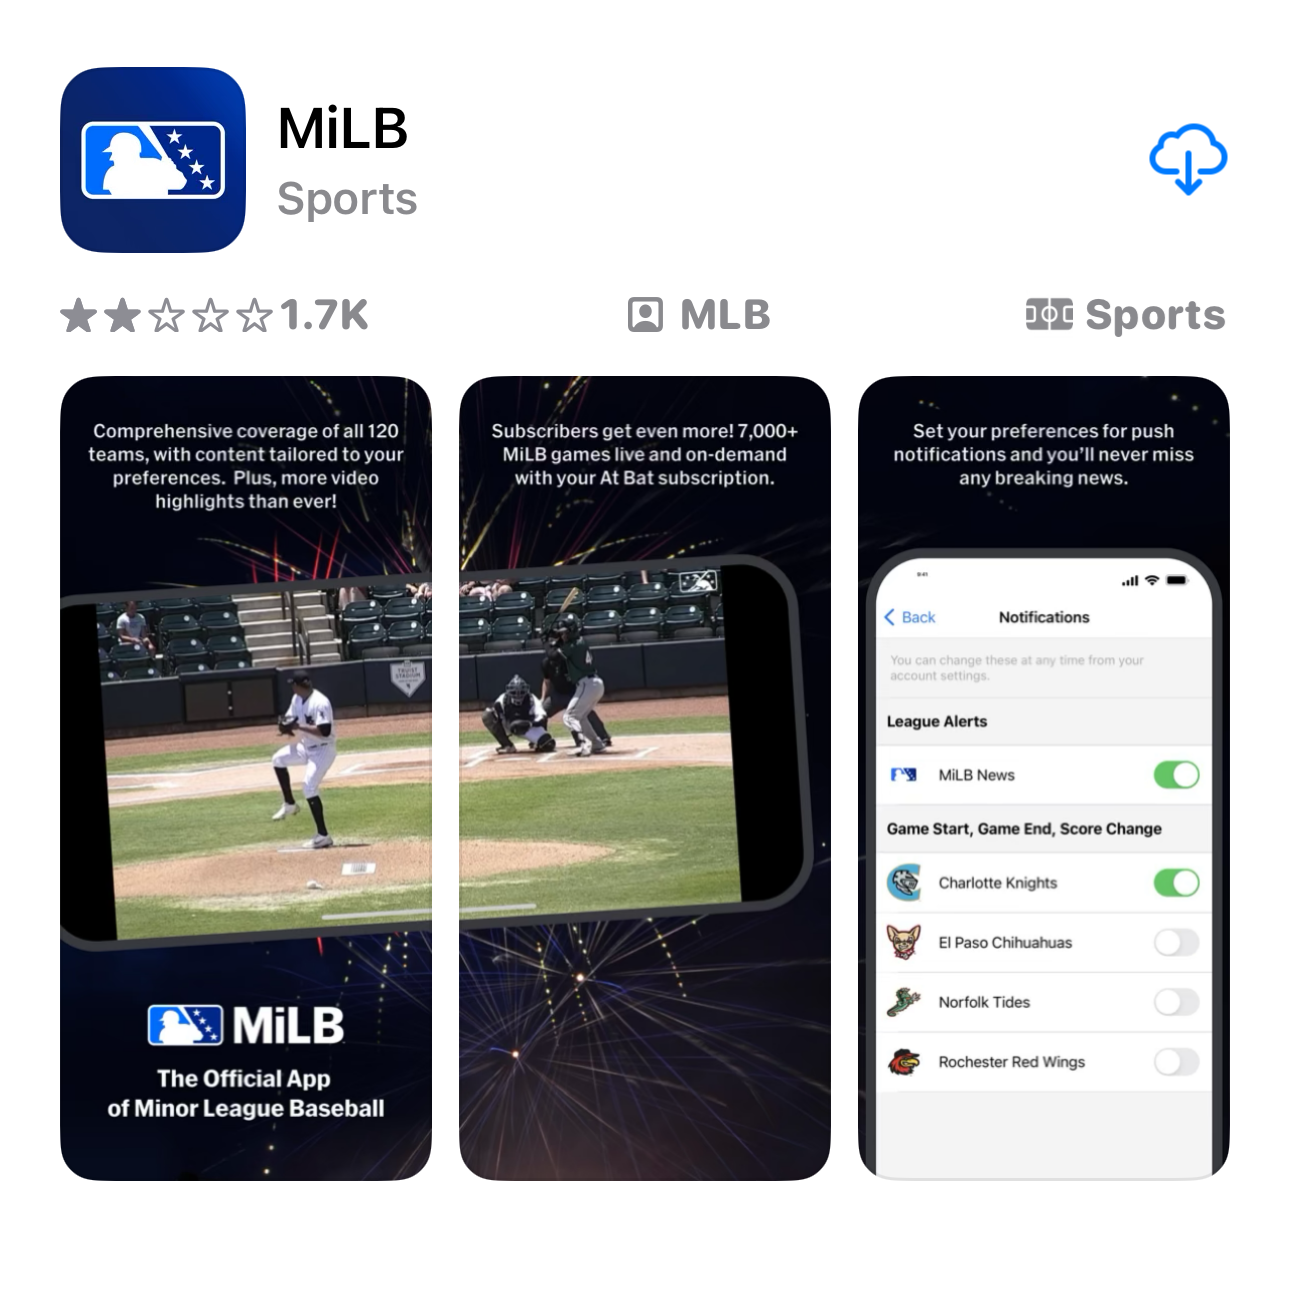 MiLB
Sports
1.7K
MLB
Sports
Comprehensive coverage of all 120
teams, with content tailored to your
preferences. Plus, more video
highlights than ever!
TRUIST
STADIUM
MiLB
The Official App
of Minor League Baseball
Subscribers get even more! 7,000+
MiLB games live and on-demand
with your At Bat subscription.
Set your preferences for push
notifications and you'll never miss
any breaking news.
9:41
Back
Notifications
You can change these at any time from your
account settings.
League Alerts
MiLB News
Game Start, Game End, Score Change
Charlotte Knights
El Paso Chihuahuas
Norfolk Tides
Rochester Red Wings